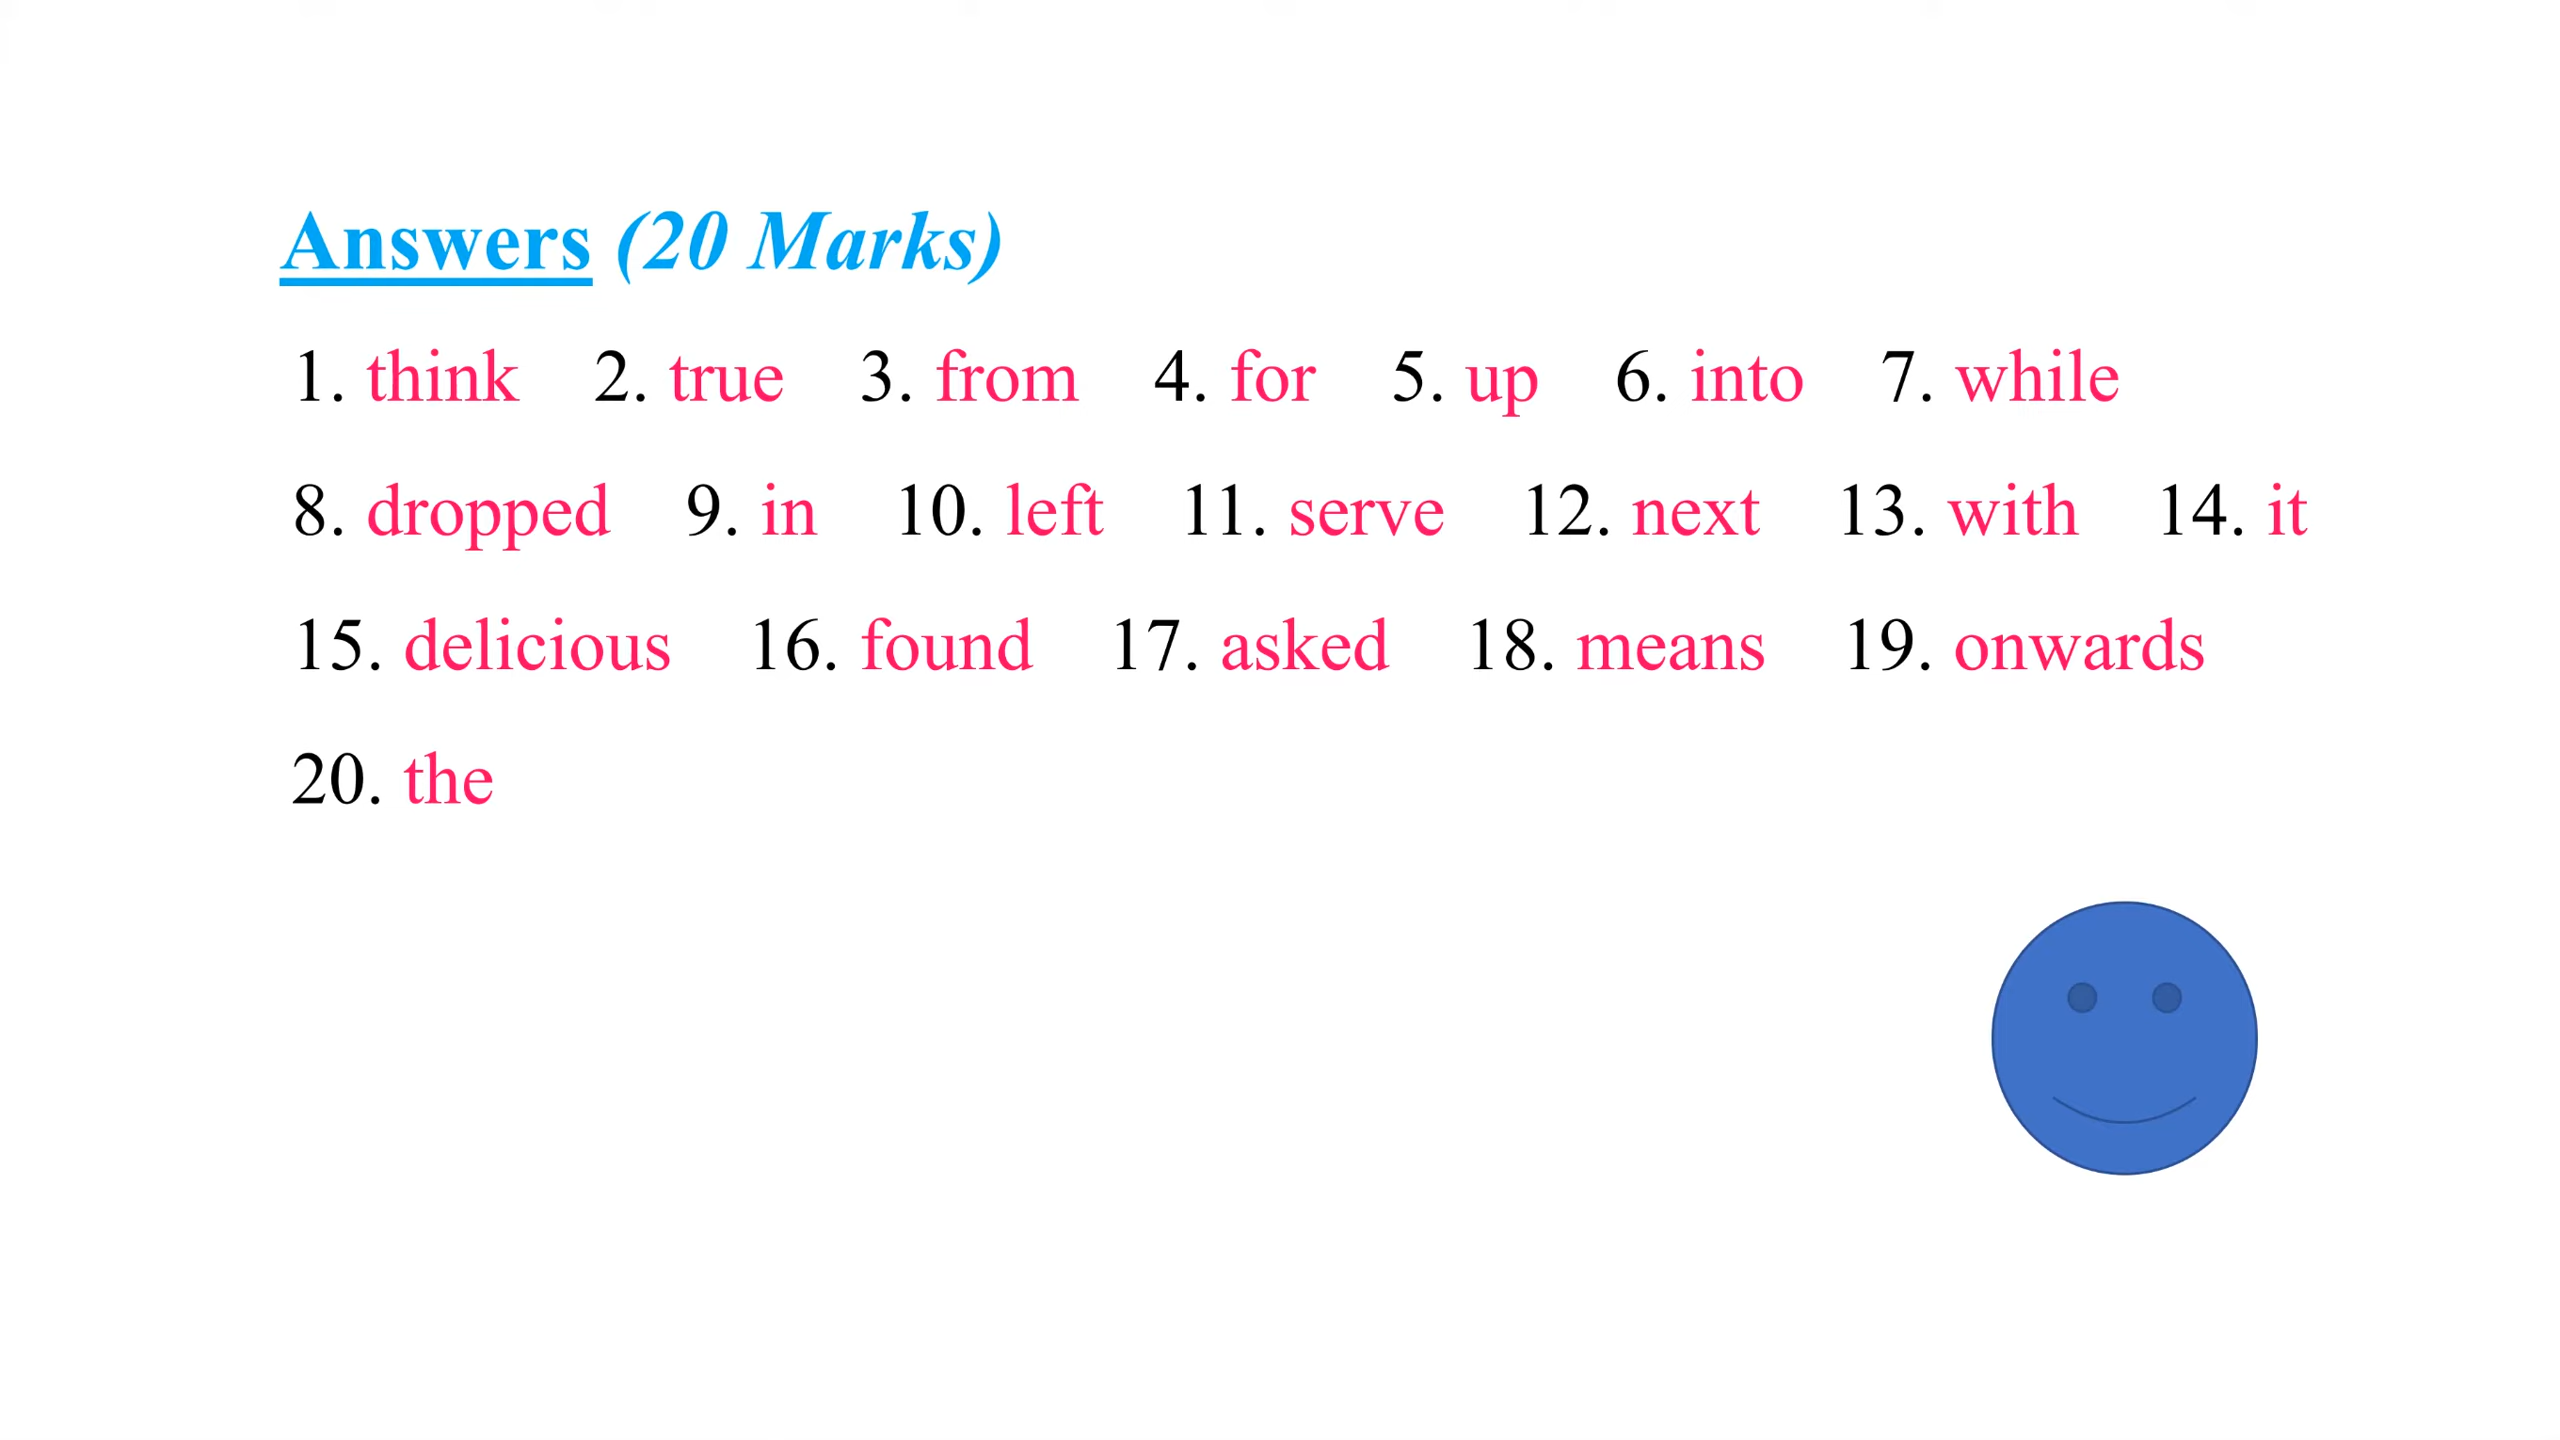 Answers (20 Marks)
1. think 2. true 3. from 4. for 5. up 6. into 7. while
8. dropped 9. in 10. left 11. serve 12. next 13. with 14. it
15. delicious 16. found 17. asked 18. means 19. onwards
20. the